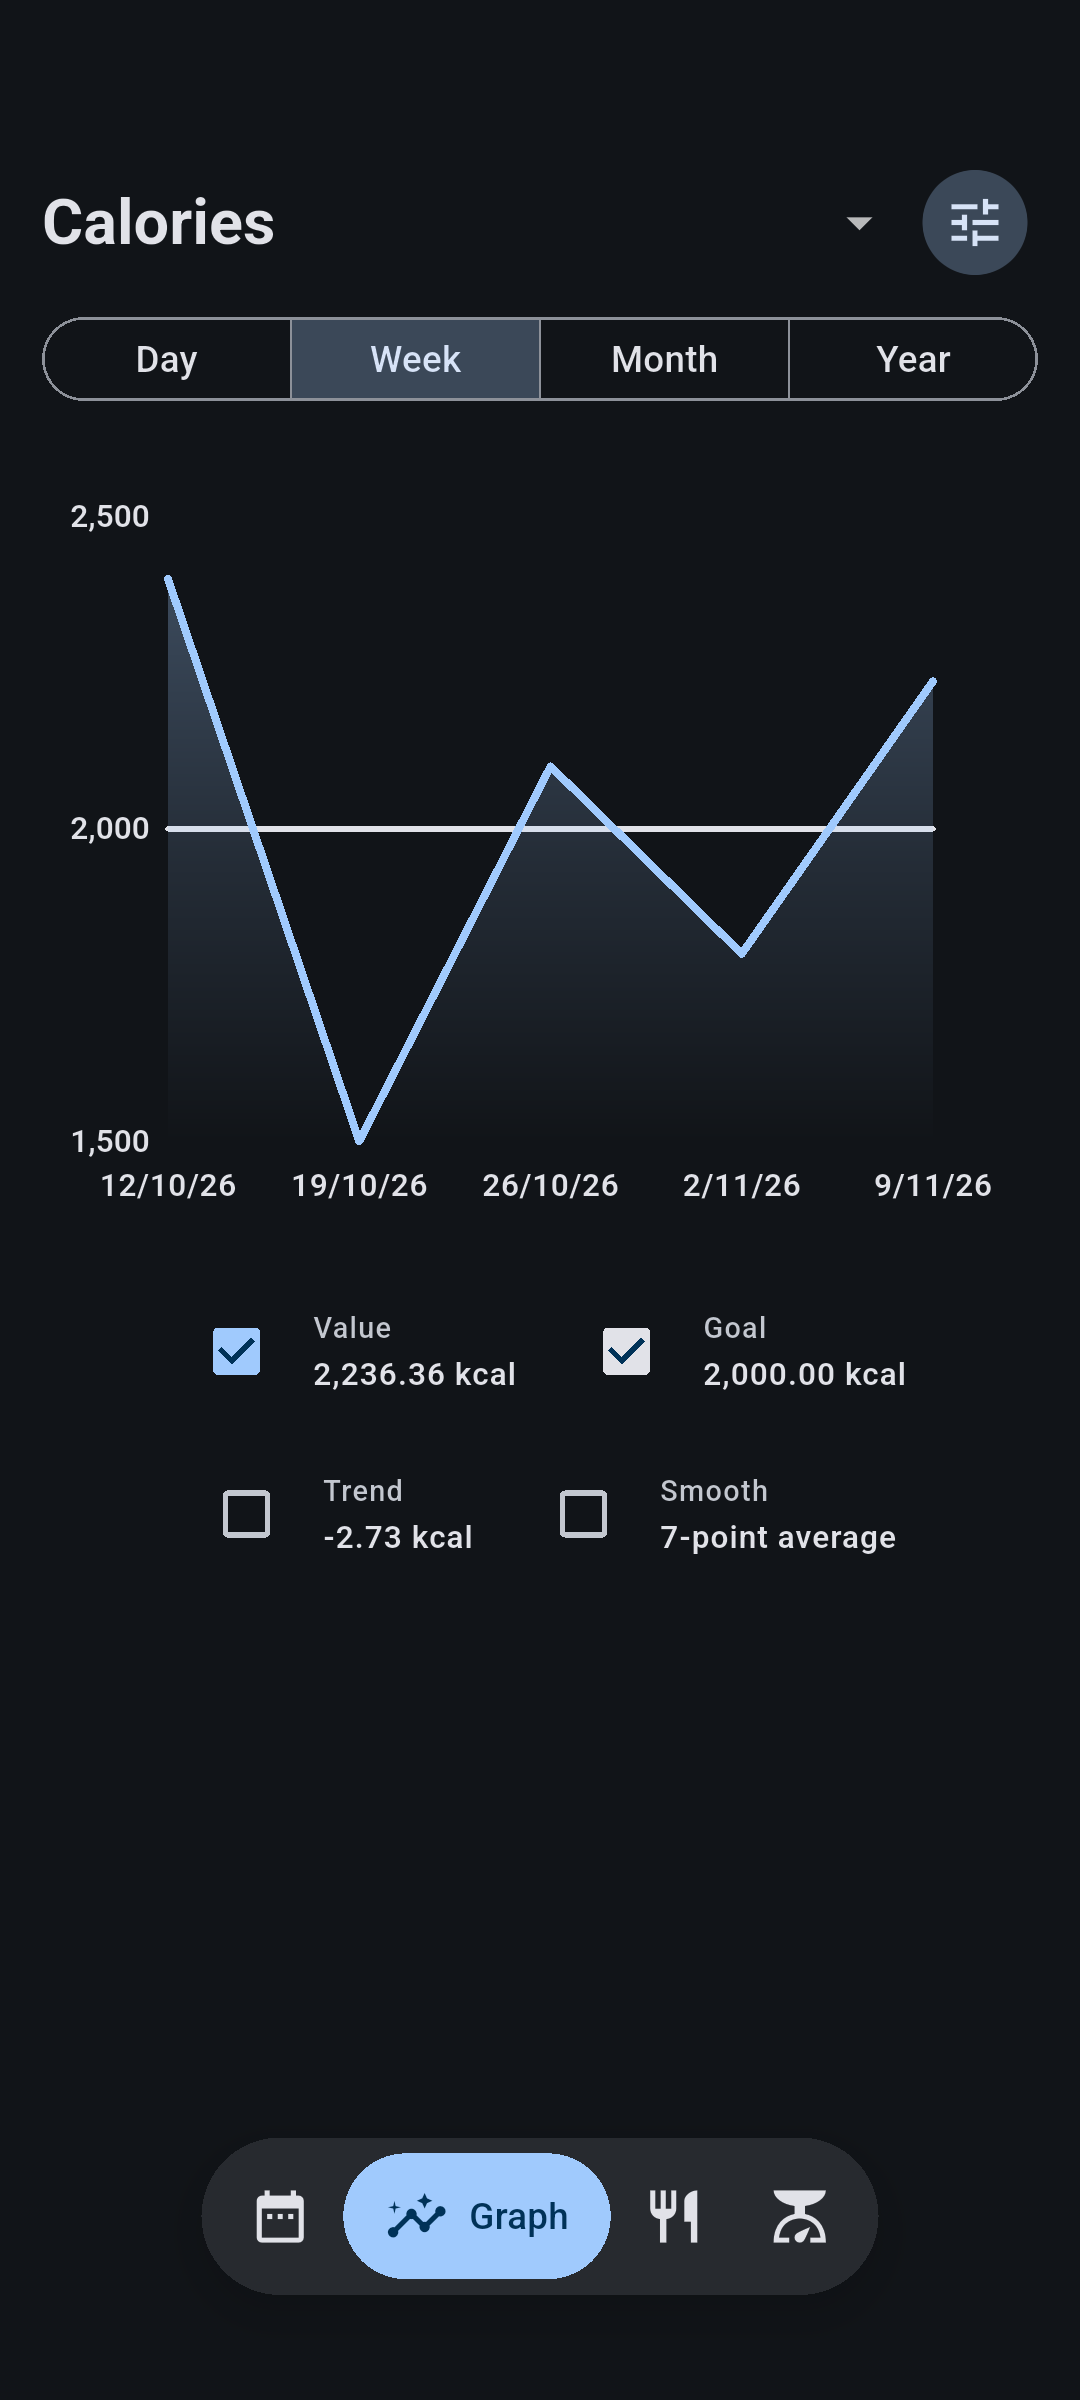 Calories
Day Week Month Year
2,500
2,000
1,500
12/10/26 19/10/26 26/10/26 2/11/26 9/11/26
Value Goal
2,236.36 kcal 2,000.00 kcal
Trend Smooth
-2.73 kcal 7-point average
Graph